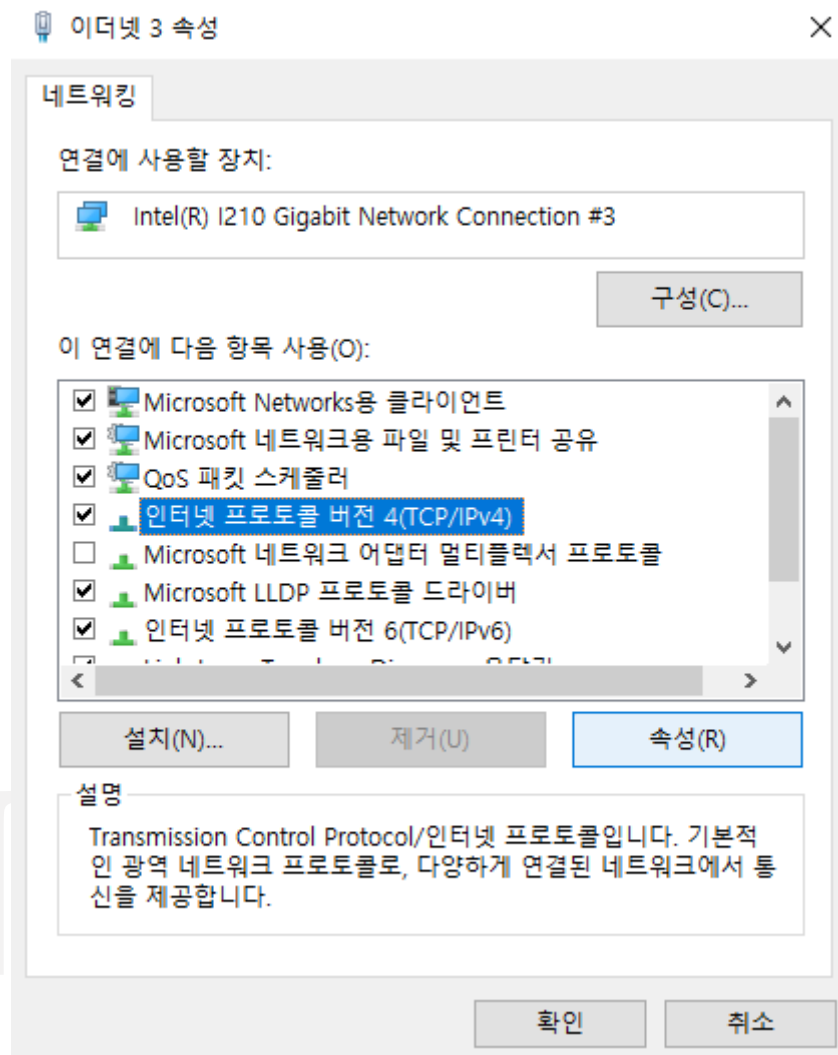 이더넷 3 속성
네트워킹
연결에 사용할 장치:
Intel(R) I210 Gigabit Network Connection #3
구성(C)...
이 연결에 다음 항목 사용(O):
Microsoft Networks용 클라이언트
Microsoft 네트워크용 파일 및 프린터 공유
QoS 패킷 스케줄러
인터넷 프로토콜 버전 4(TCP/IPv4)
Microsoft 네트워크 어댑터 멀티플렉서 프로토콜
Microsoft LLDP 프로토콜 드라이버
인터넷 프로토콜 버전 6(TCP/IPv6)
설치(N)...
제거(U)
속성(R)
설명
Transmission Control Protocol/인터넷 프로토콜입니다. 기본적
인 광역 네트워크 프로토콜로, 다양하게 연결된 네트워크에서 통
신을 제공합니다.
확인
취소